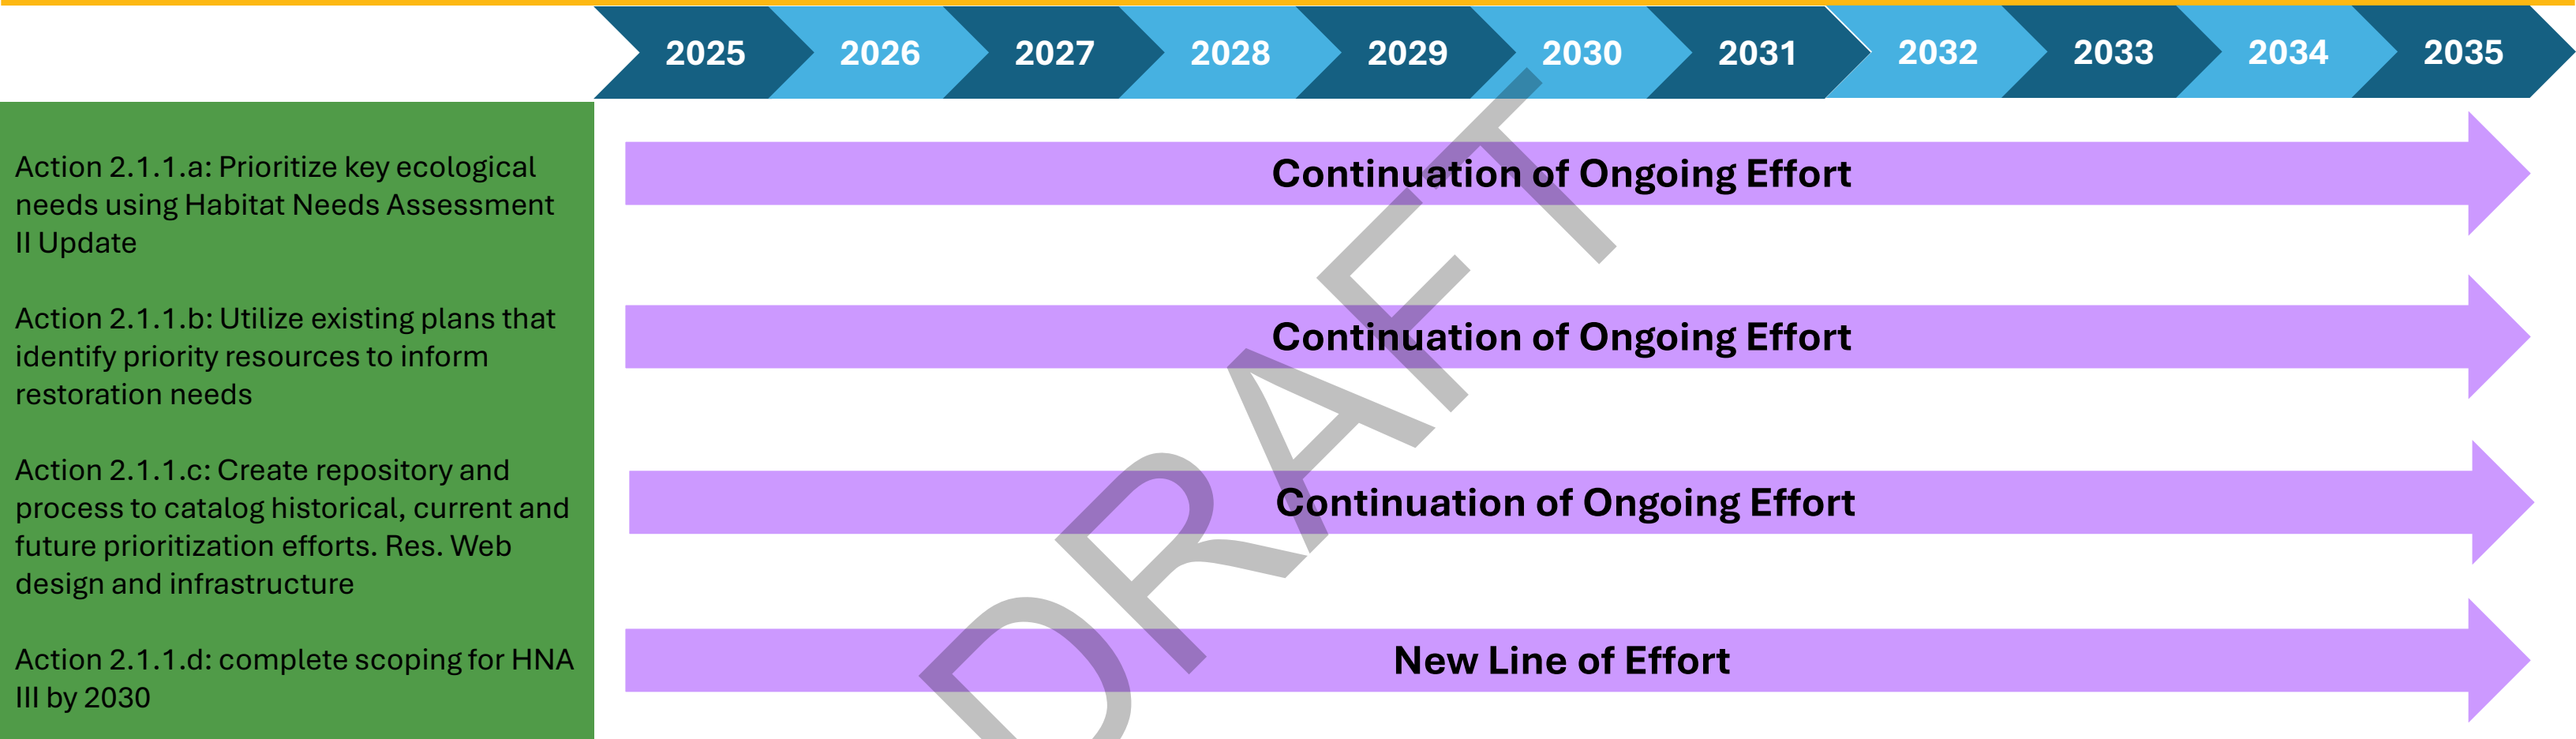 2025 2026 2027 2028 2029 2030 2031 2032 2033 2034 2035
Action 2.1.1.a: Prioritize key ecological
needs using Habitat Needs Assessment
II Update
Continuation of Ongoing Effort
Action 2.1.1.b: Utilize existing plans that
identify priority resources to inform
restoration needs
Continuation of Ongoing Effort
Action 2.1.1.c: Create repository and
process to catalog historical, current and
future prioritization efforts. Res. Web
design and infrastructure
Continuation of Ongoing Effort
Action 2.1.1.d: complete scoping for HNA
III by 2030
New Line of Effort
DRAFT